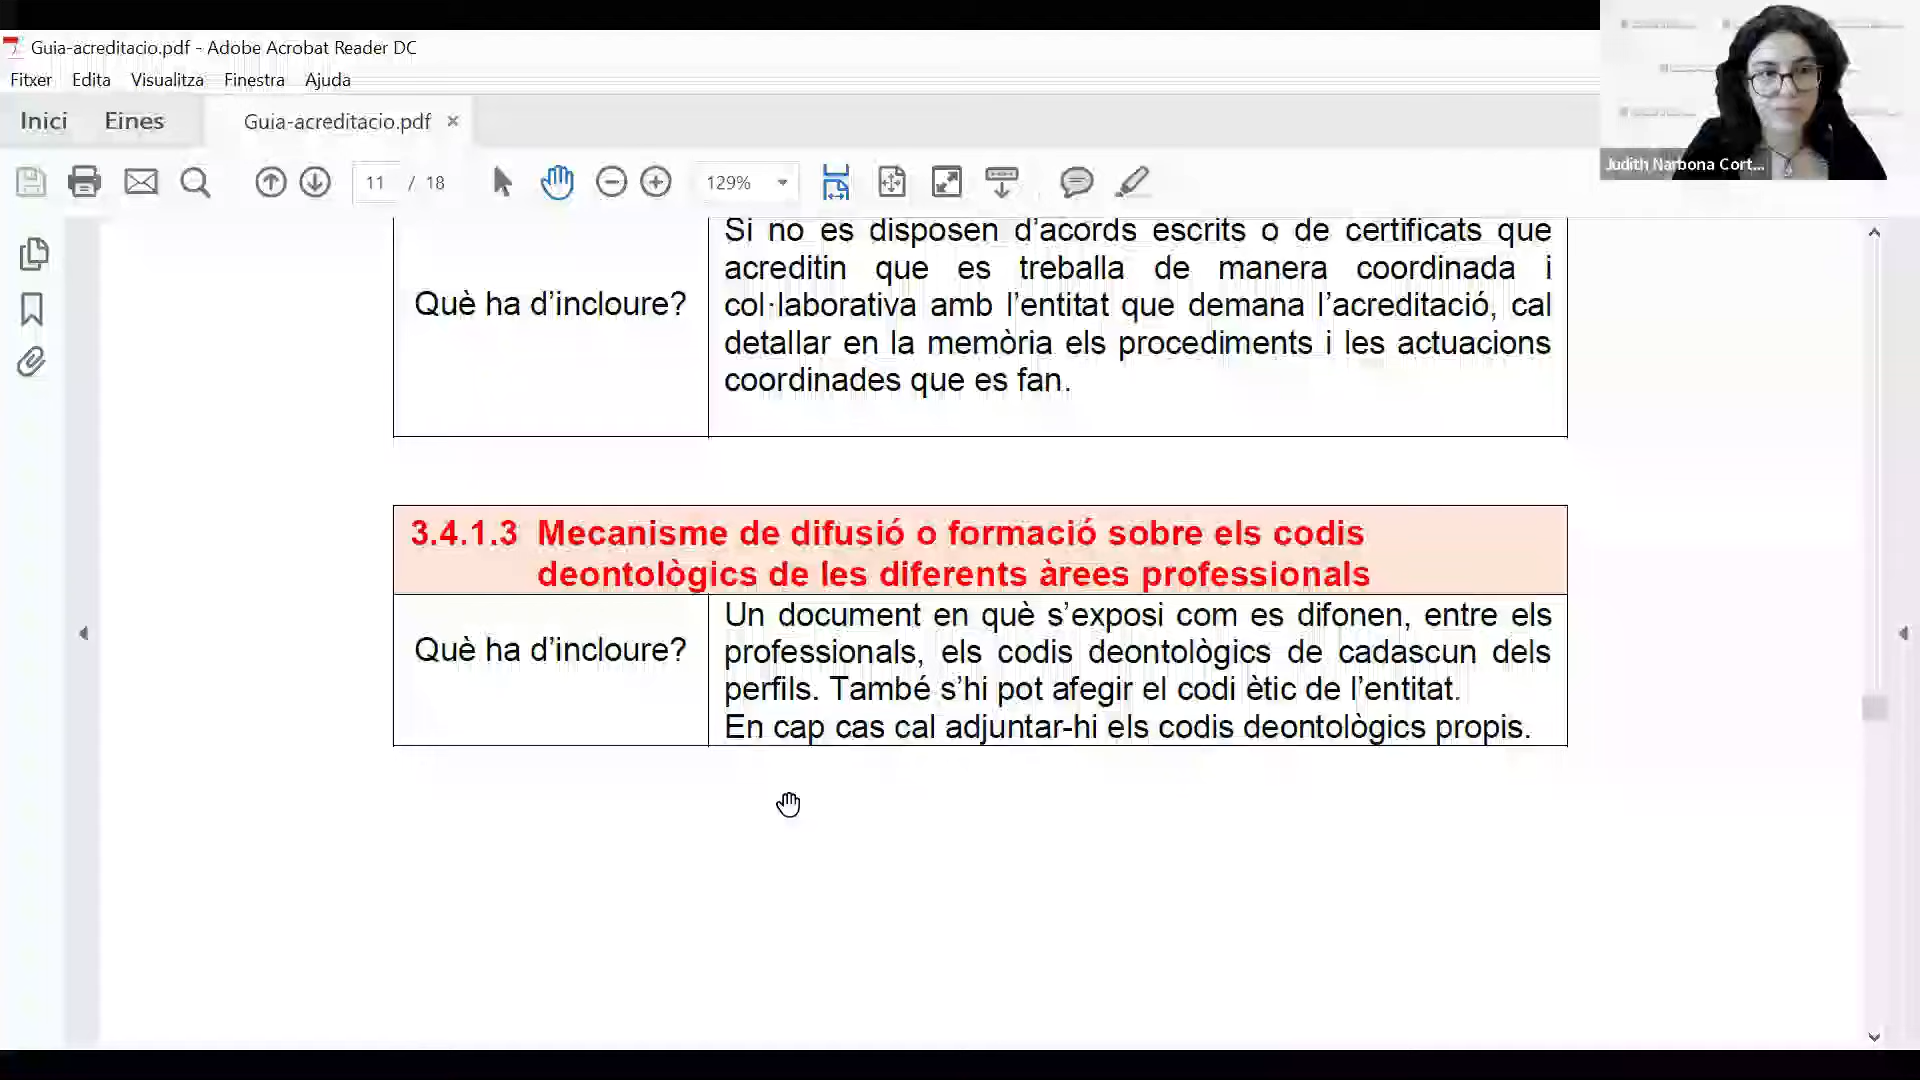 Guia-acreditacio.pdf - Adobe Acrobat Reader DC
Fitxer Edita Visualitza Finestra Ajuda
Inici Eines Guia-acreditacio.pdf ×
11 / 18 129%
Judith Narbona Cort...
Si no es disposen d’acords escrits o de certificats que
acreditin que es treballa de manera coordinada i
Què ha d’incloure?
col·laborativa amb l’entitat que demana l’acreditació, cal
detallar en la memòria els procediments i les actuacions
coordinades que es fan.
3.4.1.3 Mecanisme de difusió o formació sobre els codis
deontològics de les diferents àrees professionals
Què ha d’incloure?
Un document en què s’exposi com es difonen, entre els
professionals, els codis deontològics de cadascun dels
perfils. També s’hi pot afegir el codi ètic de l’entitat.
En cap cas cal adjuntar-hi els codis deontològics propis.